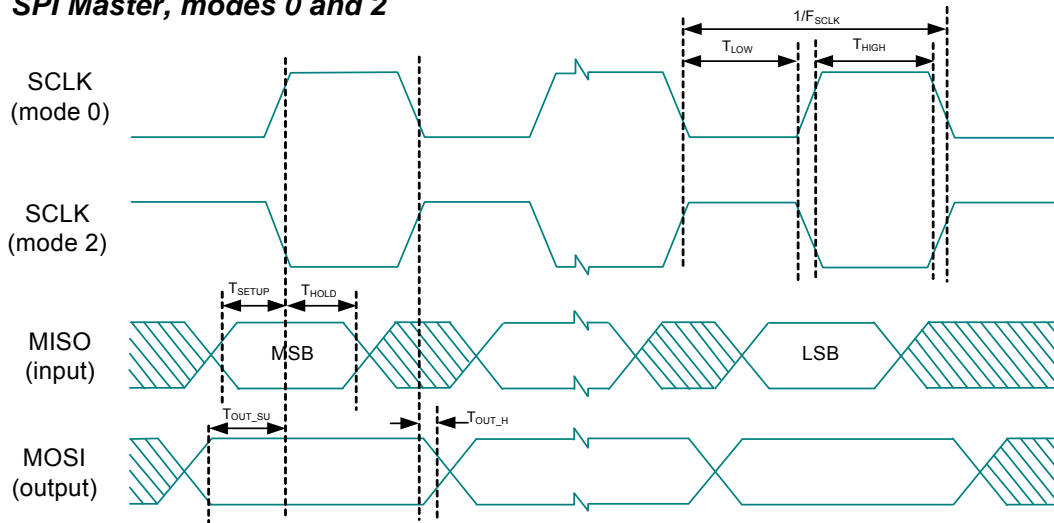 SPI Master, modes 0 and 2
1/FSCLK
TLOW
THIGH
SCLK
(mode 0)
SCLK
(mode 2)
TSETUP
THOLD
MISO
(input)
MSB
LSB
TOUT_SU
TOUT_H
MOSI
(output)